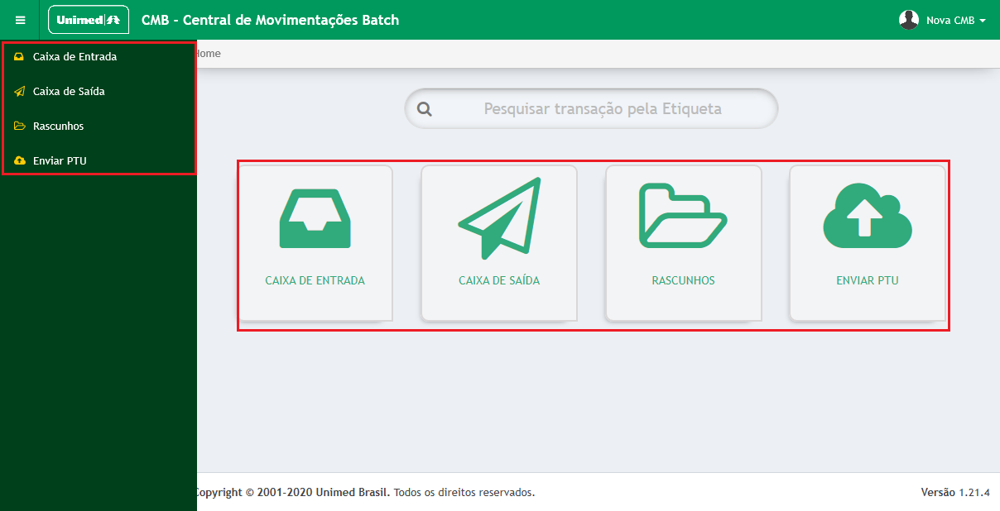 Unimed
CMB - Central de Movimentações Batch
Nova CMB
Caixa de Entrada
Caixa de Saída
Rascunhos
Enviar PTU
Home
Pesquisar transação pela Etiqueta
CAIXA DE ENTRADA
CAIXA DE SAÍDA
RASCUNHOS
ENVIAR PTU
Copyright © 2001-2020 Unimed Brasil. Todos os direitos reservados.
Versão 1.21.4